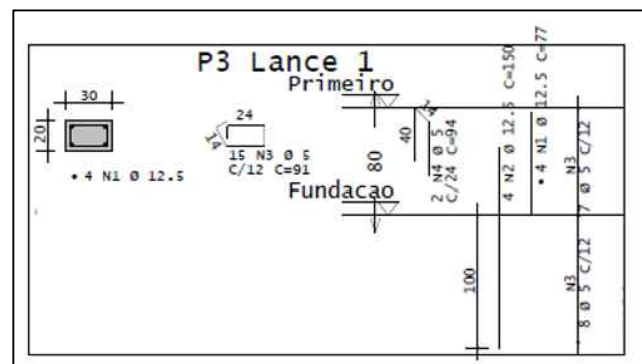 P3 Lance 1
Primeiro
30
20
• 4 N1 Ø 12.5
24
14
15 N3 Ø 5
C/12 C=91
80
Fundacao
40
14
2 N4 Ø 5
C/24 C=94
4 N2 Ø 12.5 C=150
• 4 N1 Ø 12.5 C=77
N3
7 Ø 5 C/12
100
N3
8 Ø 5 C/12